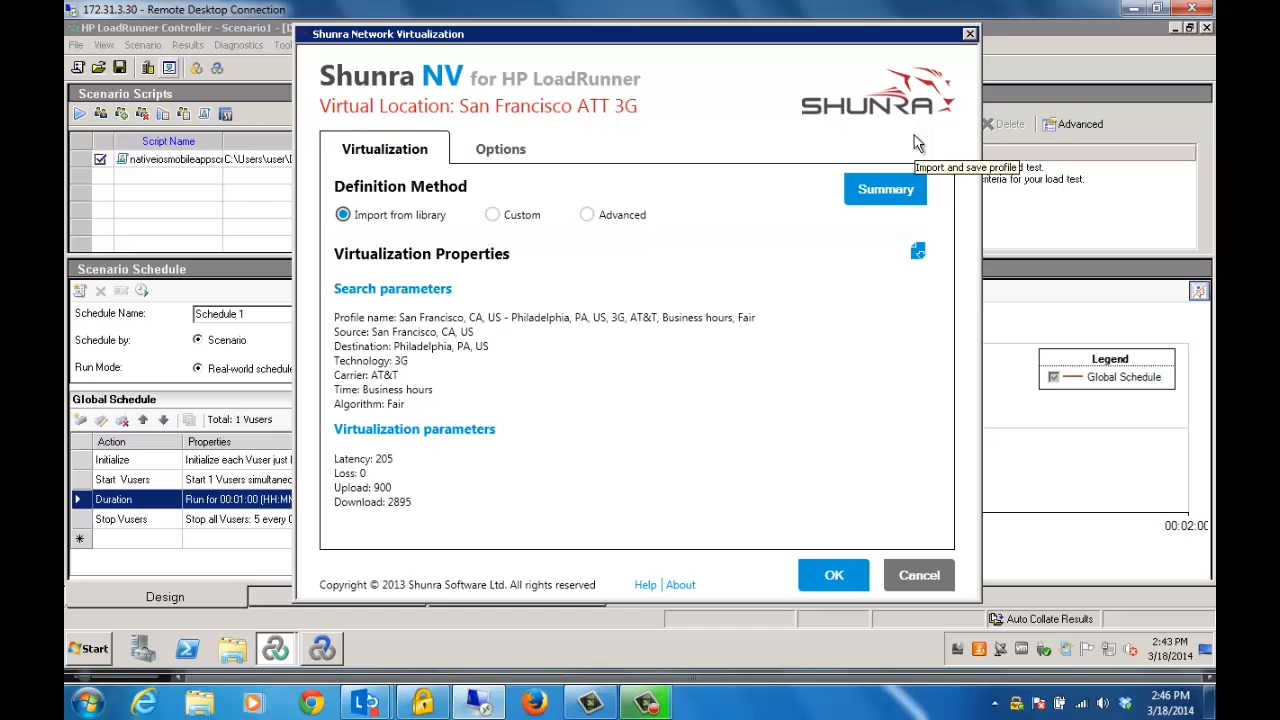 172.31.3.30 - Remote Desktop Connection
HP LoadRunner Controller - Scenario1 - [D
File View Scenario Results Diagnostics Tool
Scenario Scripts
Script Name
nativeiosmobileappsc C:\Users\user\D
Scenario Schedule
Schedule Name: Schedule 1
Schedule by: Scenario
Run Mode: Real-world schedule
Global Schedule
Total: 1 Vusers
Action Properties
Initialize Initialize each Vuser just b
Start Vusers Start 1 Vusers simultaneo
Duration Run for 00:01:00 (HH:MM
Stop Vusers Stop all Vusers: 5 every 0
Design
Shunra Network Virtualization
Shunra NV for HP LoadRunner
Virtual Location: San Francisco ATT 3G
SHUNRA
Virtualization Options
Definition Method
Summary
Import from library Custom Advanced
Virtualization Properties
Search parameters
Profile name: San Francisco, CA, US - Philadelphia, PA, US, 3G, AT&T, Business hours, Fair
Source: San Francisco, CA, US
Destination: Philadelphia, PA, US
Technology: 3G
Carrier: AT&T
Time: Business hours
Algorithm: Fair
Virtualization parameters
Latency: 205
Loss: 0
Upload: 900
Download: 2895
Copyright © 2013 Shunra Software Ltd. All rights reserved
Help | About
OK Cancel
Delete Advanced
Import and save profile
d test.
criteria for your load test.
Legend
Global Schedule
00:02:00
Auto Collate Results
Start
2:43 PM
3/18/2014
2:46 PM
3/18/2014